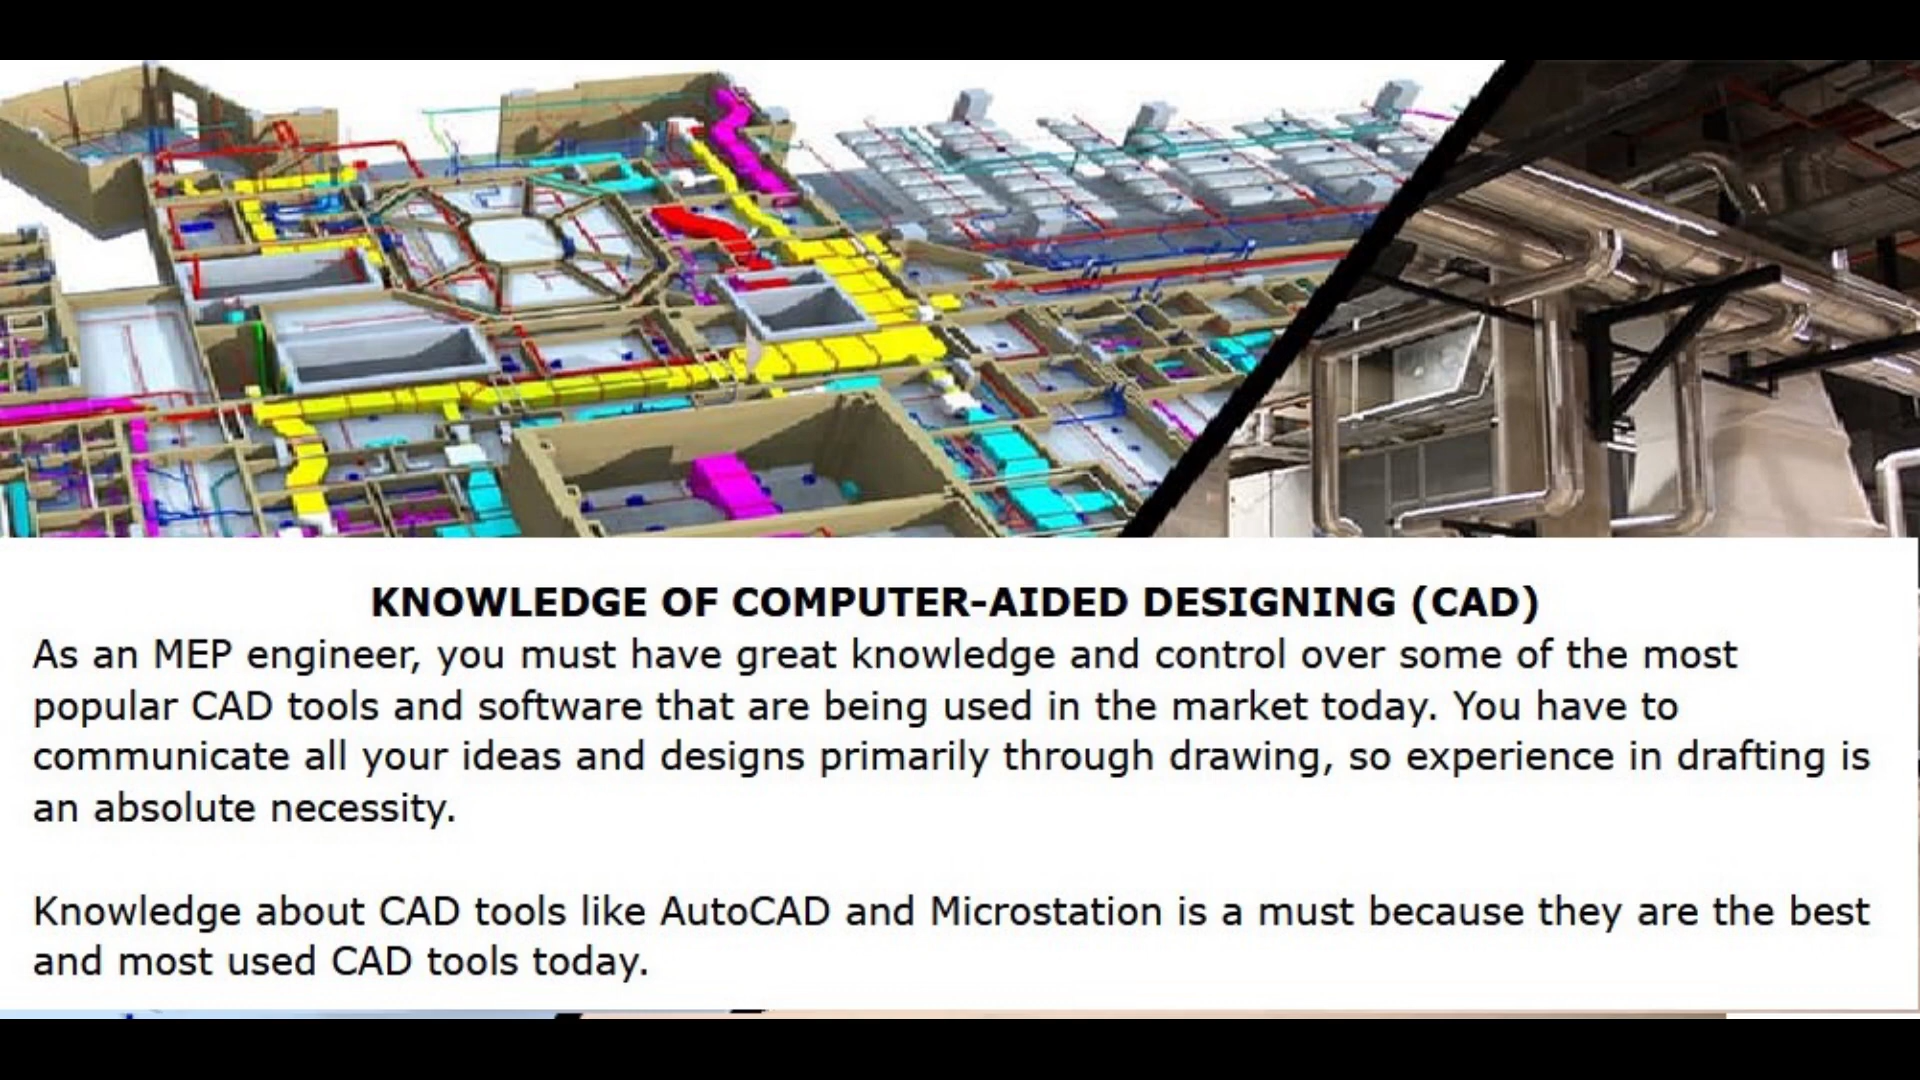 KNOWLEDGE OF COMPUTER-AIDED DESIGNING (CAD)
As an MEP engineer, you must have great knowledge and control over some of the most
popular CAD tools and software that are being used in the market today. You have to
communicate all your ideas and designs primarily through drawing, so experience in drafting is
an absolute necessity.
Knowledge about CAD tools like AutoCAD and Microstation is a must because they are the best
and most used CAD tools today.